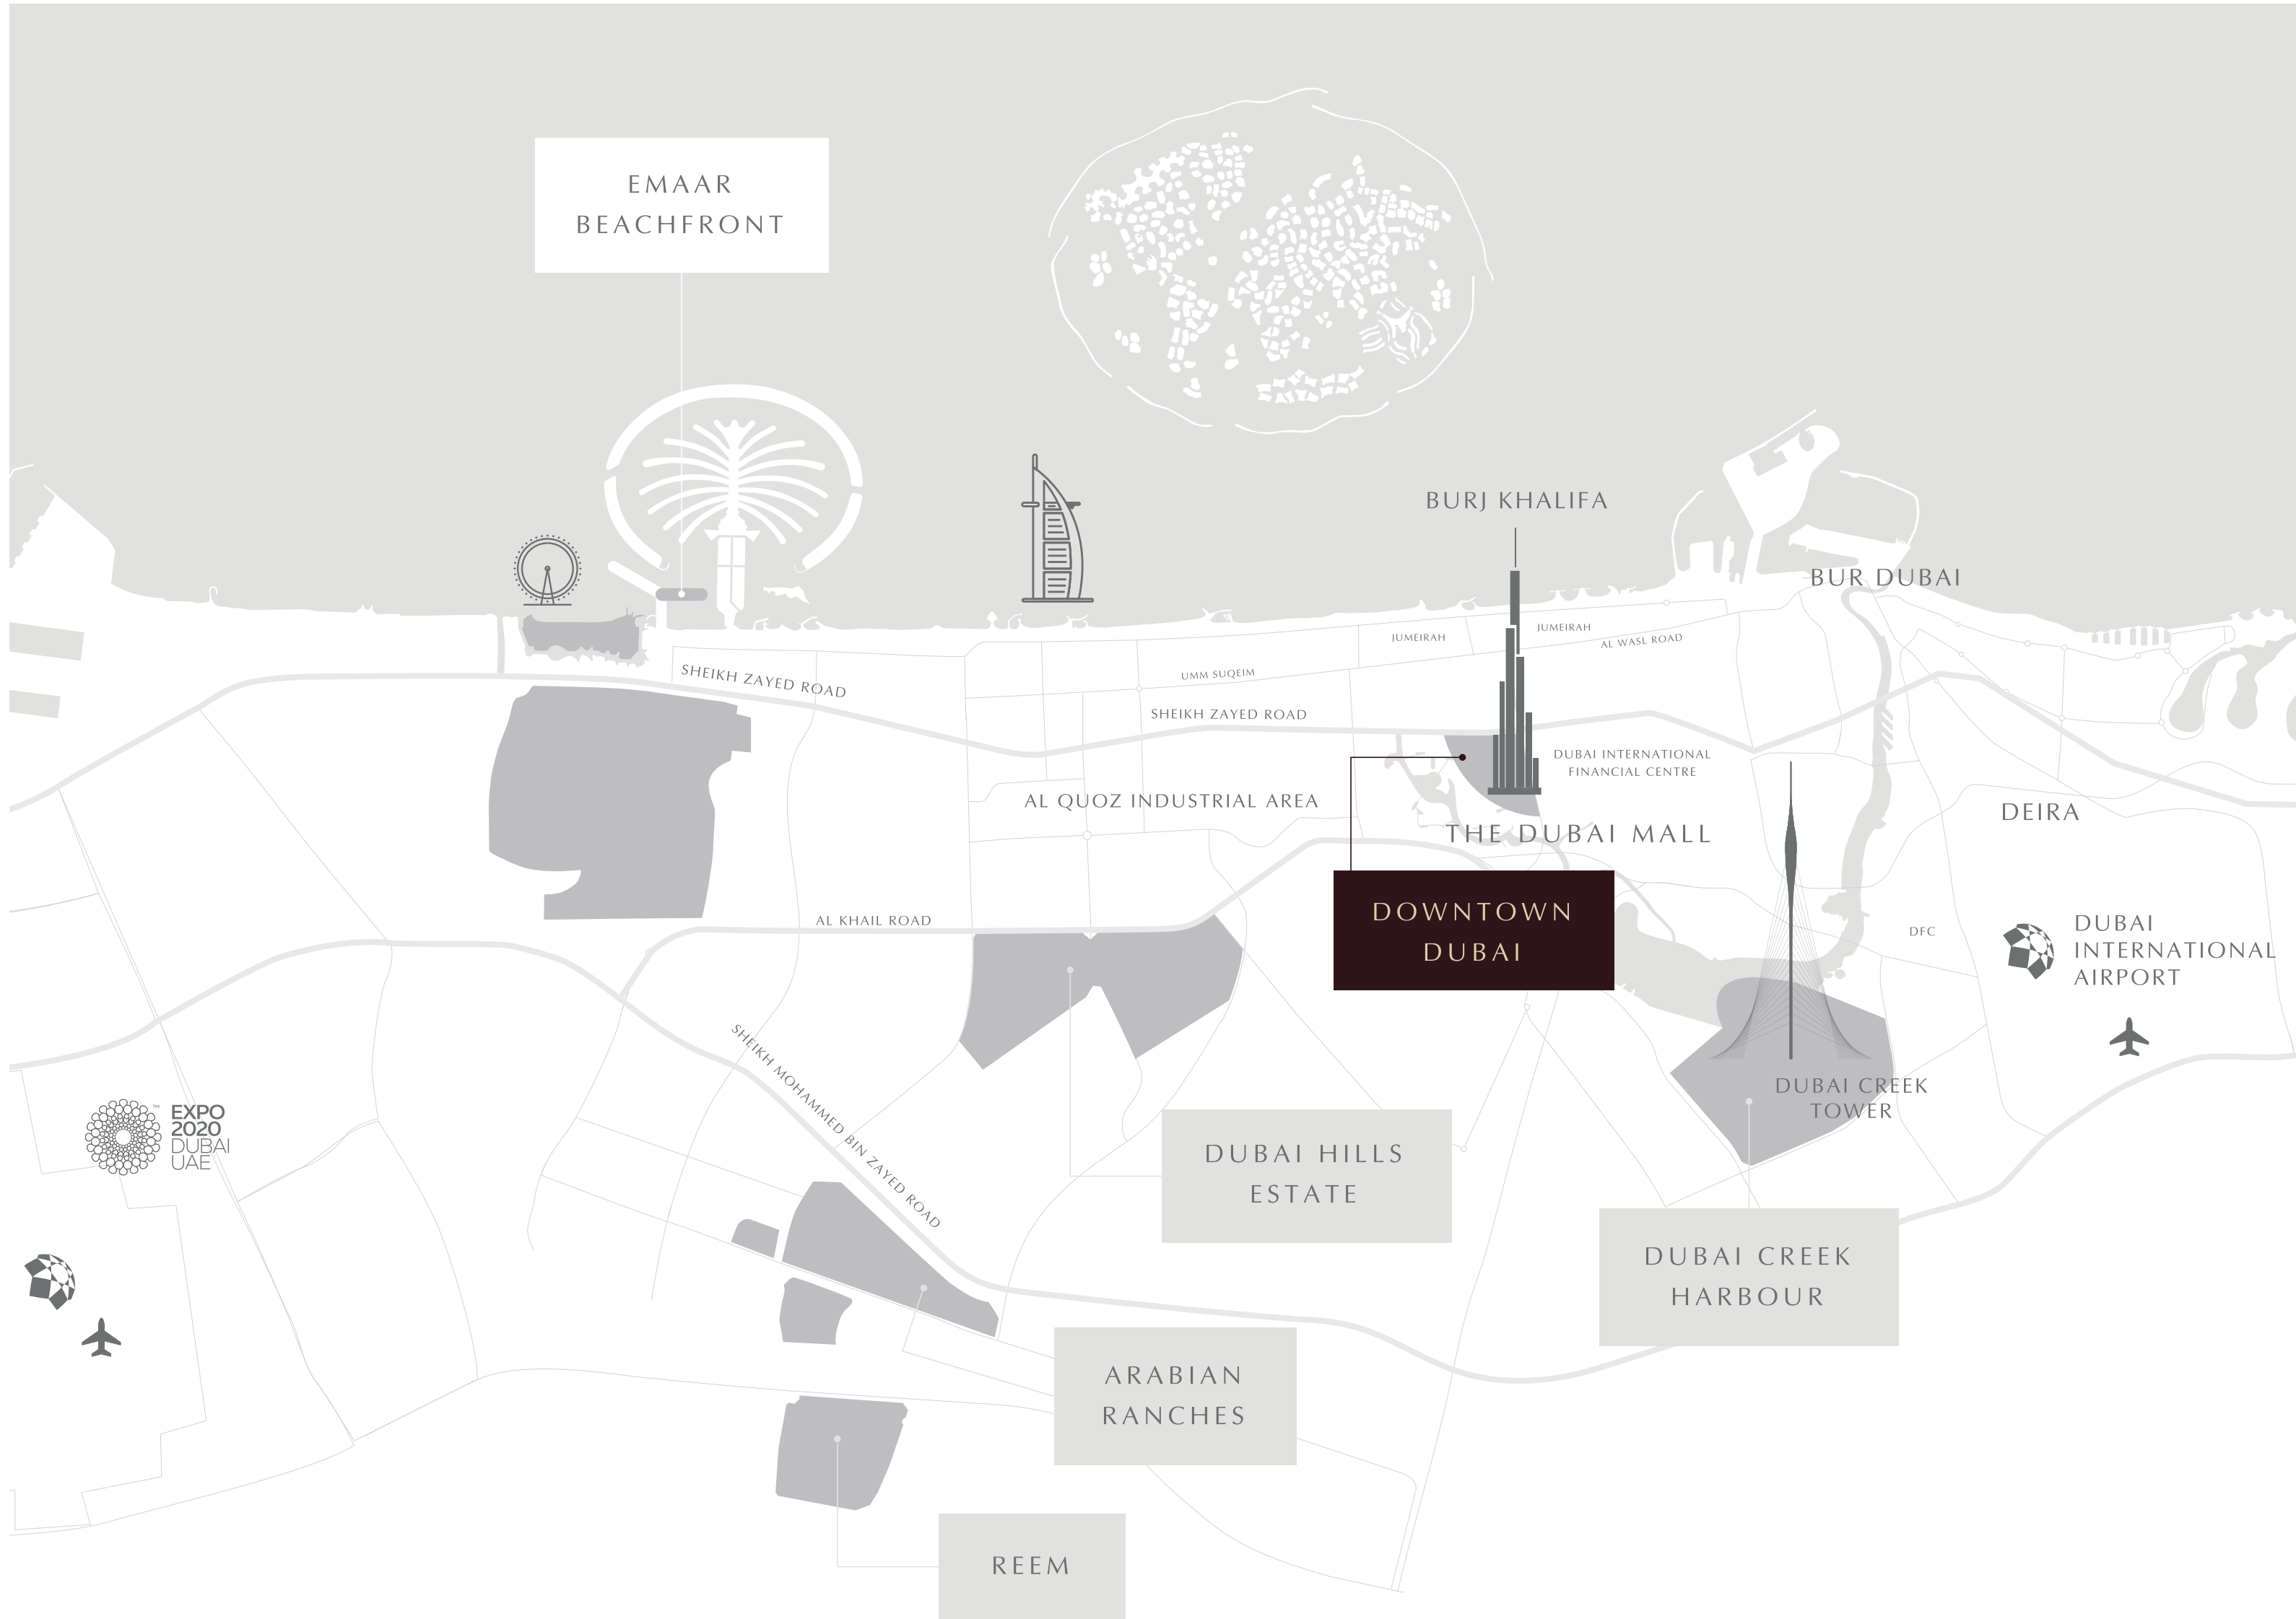 EMAAR
BEACHFRONT
BURJ KHALIFA
BUR DUBAI
JUMEIRAH
JUMEIRAH
AL WASL ROAD
SHEIKH ZAYED ROAD
UMM SUQEIM
SHEIKH ZAYED ROAD
DUBAI INTERNATIONAL
FINANCIAL CENTRE
AL QUOZ INDUSTRIAL AREA
DEIRA
THE DUBAI MALL
DOWNTOWN
DUBAI
AL KHAIL ROAD
DFC
DUBAI
INTERNATIONAL
AIRPORT
SHEIKH MOHAMMED BIN ZAYED ROAD
DUBAI CREEK
TOWER
EXPO ™
2020
DUBAI
UAE
DUBAI HILLS
ESTATE
DUBAI CREEK
HARBOUR
ARABIAN
RANCHES
REEM